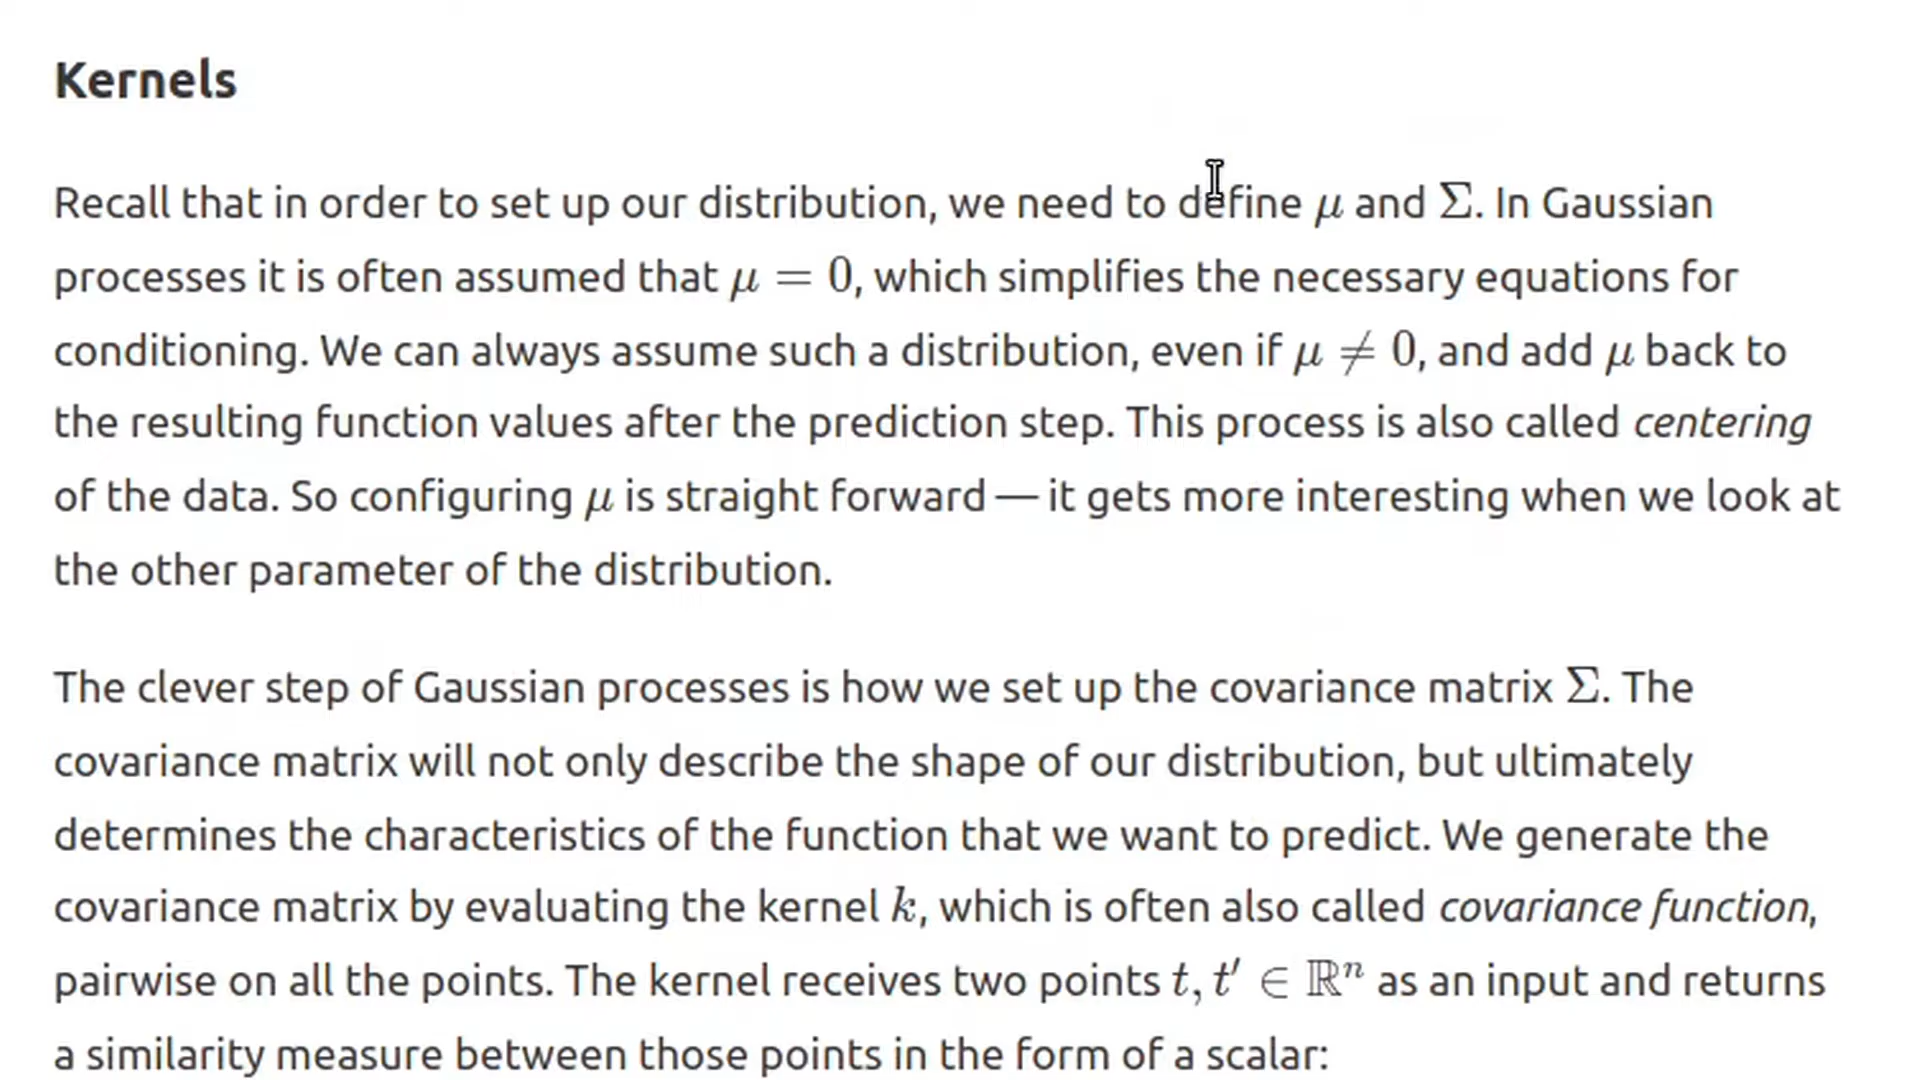 Kernels
Recall that in order to set up our distribution, we need to define μ and Σ. In Gaussian
processes it is often assumed that μ = 0, which simplifies the necessary equations for
conditioning. We can always assume such a distribution, even if μ ≠ 0, and add μ back to
the resulting function values after the prediction step. This process is also called centering
of the data. So configuring μ is straight forward — it gets more interesting when we look at
the other parameter of the distribution.
The clever step of Gaussian processes is how we set up the covariance matrix Σ. The
covariance matrix will not only describe the shape of our distribution, but ultimately
determines the characteristics of the function that we want to predict. We generate the
covariance matrix by evaluating the kernel k, which is often also called covariance function,
pairwise on all the points. The kernel receives two points t, t′ ∈ ℝⁿ as an input and returns
a similarity measure between those points in the form of a scalar: